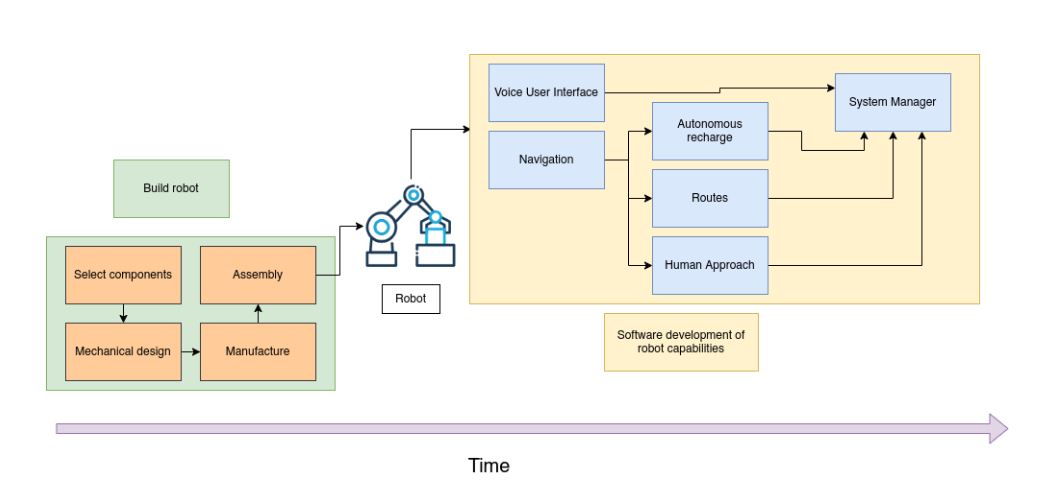 Build robot
Select components
Assembly
Mechanical design
Manufacture
Robot
Voice User Interface
Navigation
Autonomous
recharge
Routes
Human Approach
System Manager
Software development of
robot capabilities
Time